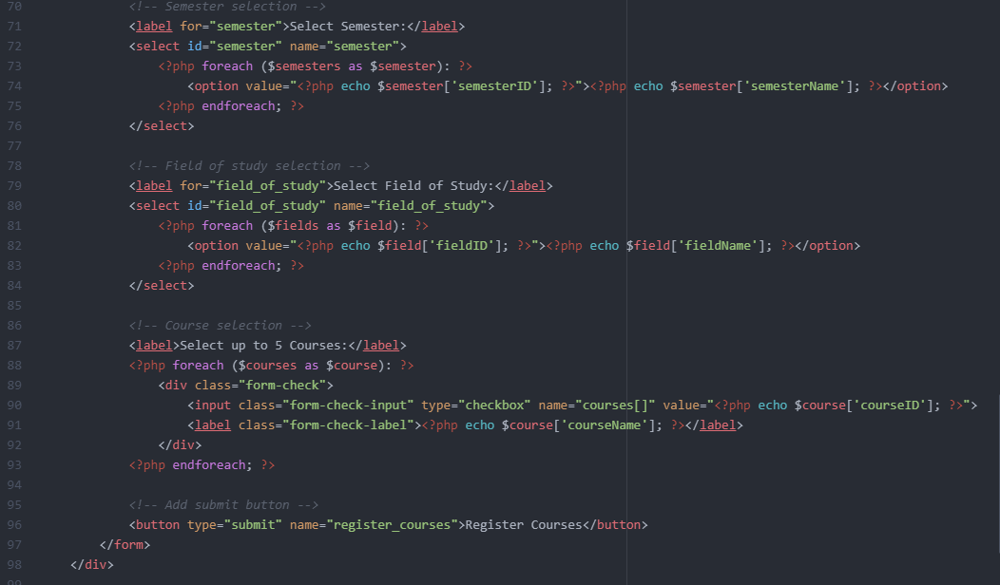 70 <!-- Semester selection -->
71 <label for="semester">Select Semester:</label>
72 <select id="semester" name="semester">
73 <?php foreach ($semesters as $semester): ?>
74 <option value="<?php echo $semester['semesterID']; ?>"><?php echo $semester['semesterName']; ?></option>
75 <?php endforeach; ?>
76 </select>
77
78 <!-- Field of study selection -->
79 <label for="field_of_study">Select Field of Study:</label>
80 <select id="field_of_study" name="field_of_study">
81 <?php foreach ($fields as $field): ?>
82 <option value="<?php echo $field['fieldID']; ?>"><?php echo $field['fieldName']; ?></option>
83 <?php endforeach; ?>
84 </select>
85
86 <!-- Course selection -->
87 <label>Select up to 5 Courses:</label>
88 <?php foreach ($courses as $course): ?>
89 <div class="form-check">
90 <input class="form-check-input" type="checkbox" name="courses[]" value="<?php echo $course['courseID']; ?>">
91 <label class="form-check-label"><?php echo $course['courseName']; ?></label>
92 </div>
93 <?php endforeach; ?>
94
95 <!-- Add submit button -->
96 <button type="submit" name="register_courses">Register Courses</button>
97 </form>
98 </div>
99